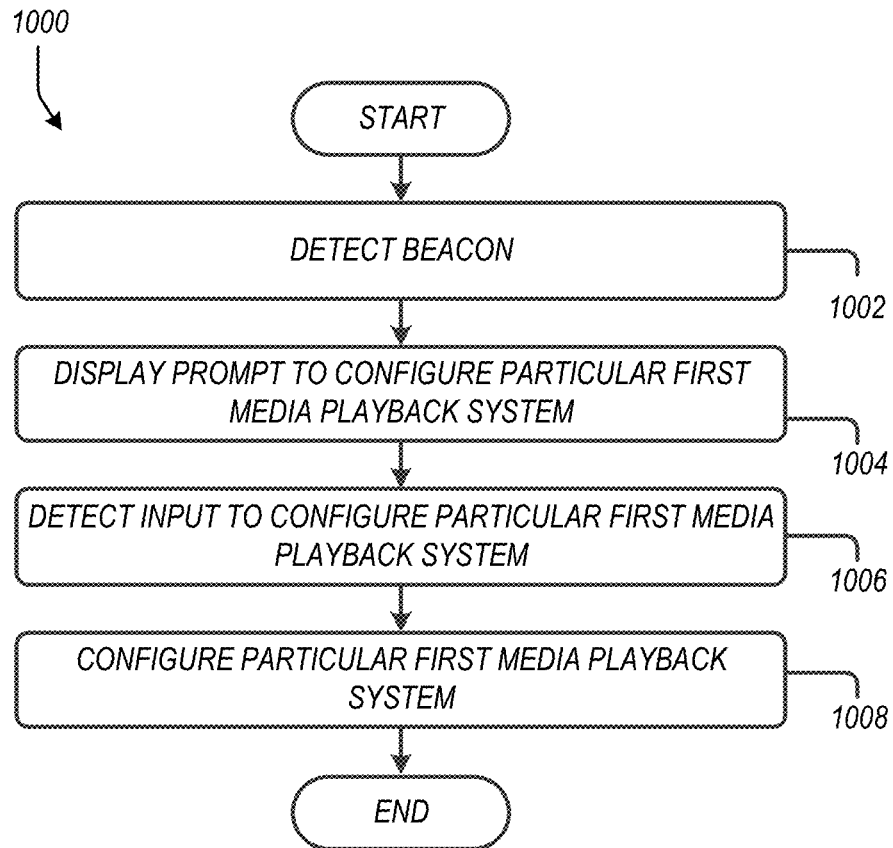 1000
START
DETECT BEACON
1002
DISPLAY PROMPT TO CONFIGURE PARTICULAR FIRST
MEDIA PLAYBACK SYSTEM
1004
DETECT INPUT TO CONFIGURE PARTICULAR FIRST MEDIA
PLAYBACK SYSTEM
1006
CONFIGURE PARTICULAR FIRST MEDIA PLAYBACK
SYSTEM
1008
END